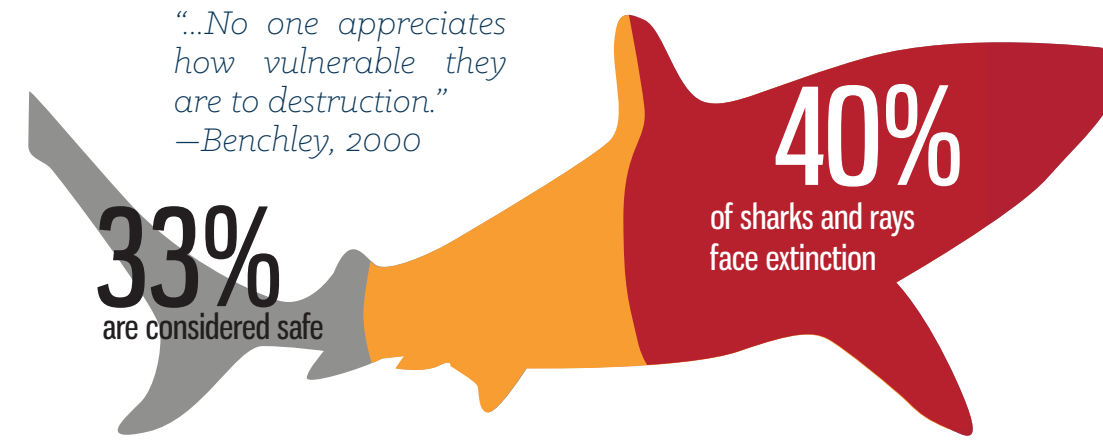 “...No one appreciates
how vulnerable they
are to destruction.”
—Benchley, 2000
40%
of sharks and rays
face extinction
33%
are considered safe